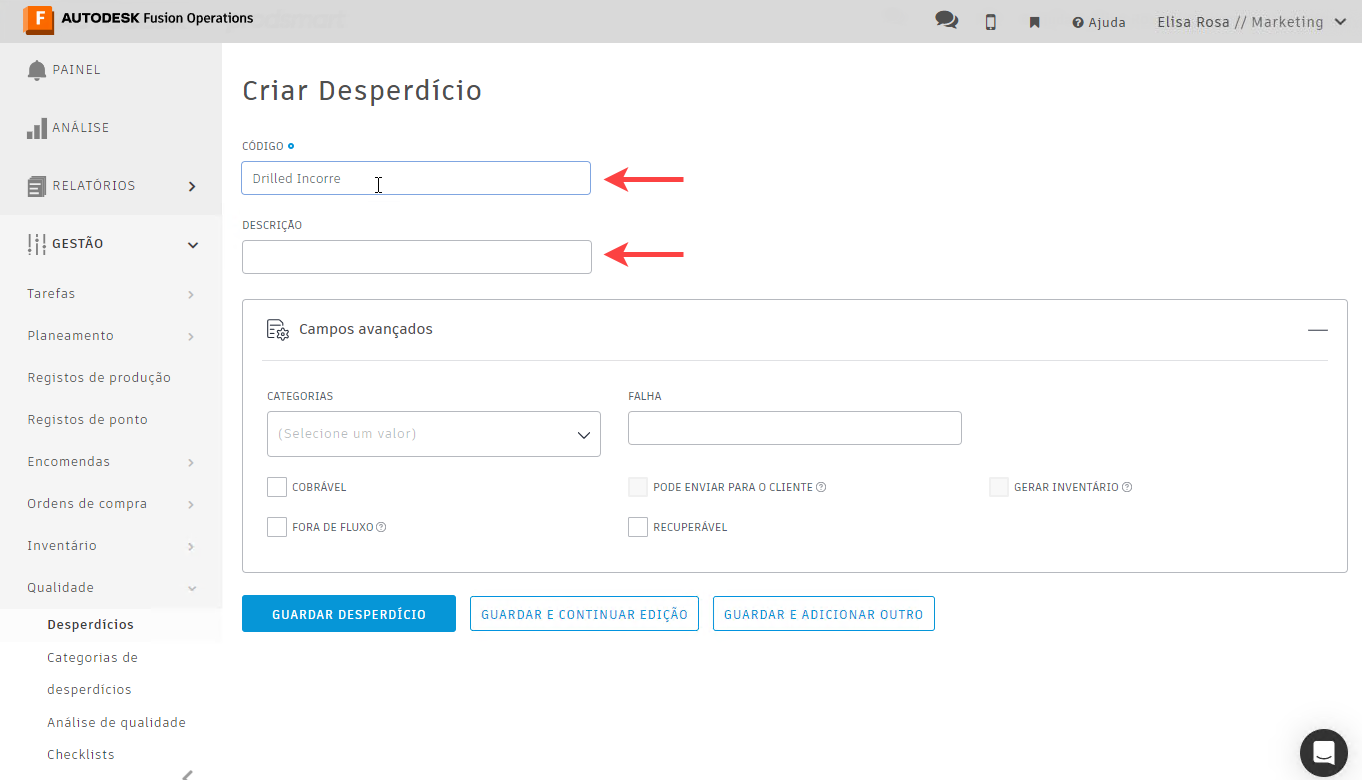 F AUTODESK Fusion Operations
Ajuda
Elisa Rosa // Marketing
PAINEL
ANÁLISE
RELATÓRIOS
GESTÃO
Tarefas
Planeamento
Registos de produção
Registos de ponto
Encomendas
Ordens de compra
Inventário
Qualidade
Desperdícios
Categorias de
desperdícios
Análise de qualidade
Checklists
Criar Desperdício
CÓDIGO
Drilled Incorre
DESCRIÇÃO
Campos avançados
CATEGORIAS
FALHA
(Selecione um valor)
COBRÁVEL
PODE ENVIAR PARA O CLIENTE ?
GERAR INVENTÁRIO ?
FORA DE FLUXO ?
RECUPERÁVEL
GUARDAR DESPERDÍCIO
GUARDAR E CONTINUAR EDIÇÃO
GUARDAR E ADICIONAR OUTRO